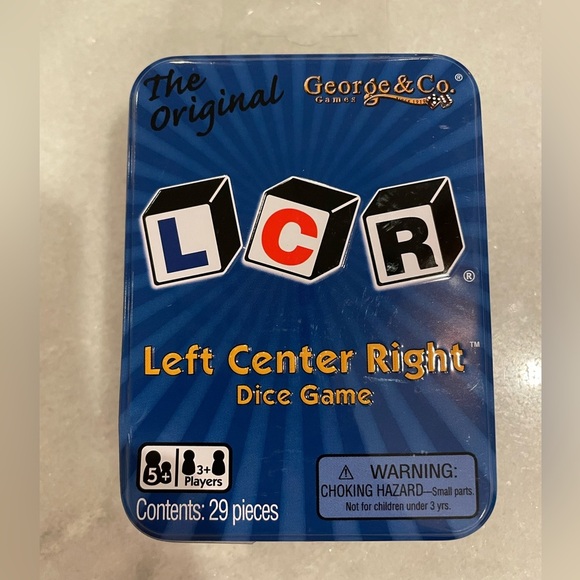 The
Original
George & Co.®
Games
L C R®
Left Center Right™
Dice Game
5+
3+
Players
Contents: 29 pieces
⚠ WARNING:
CHOKING HAZARD—Small parts.
Not for children under 3 yrs.